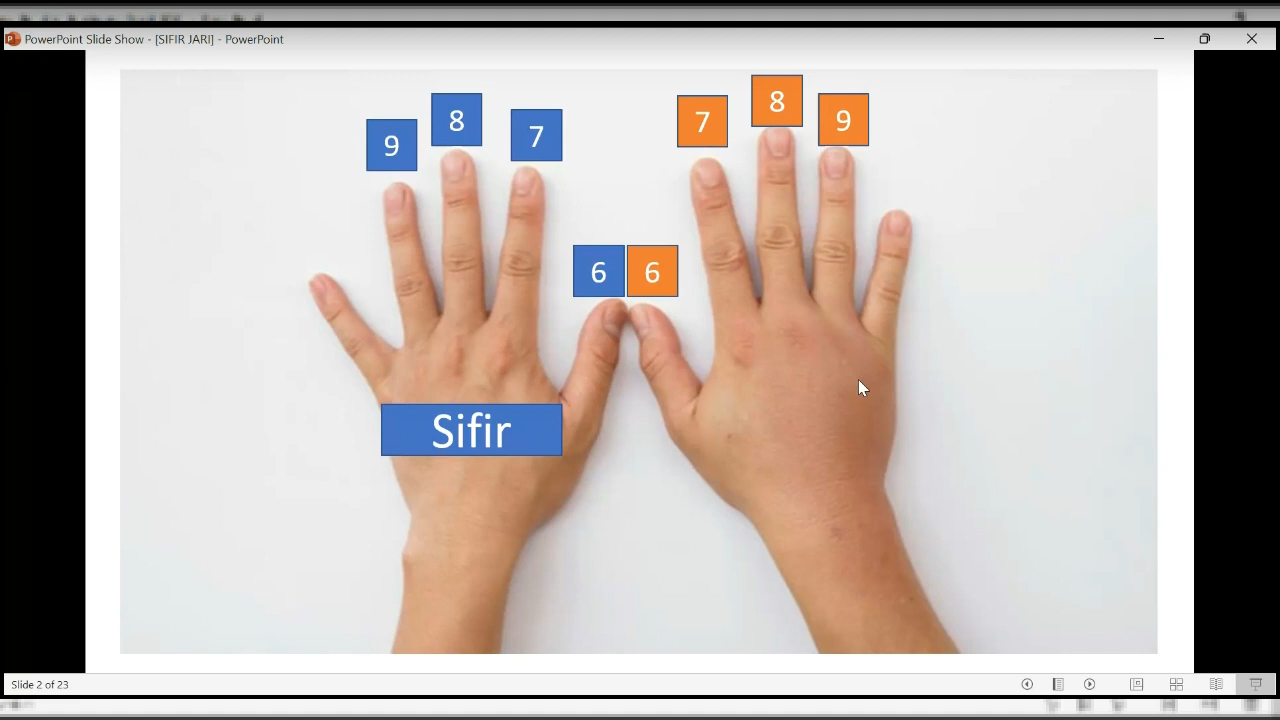 PowerPoint Slide Show - [SIFIR JARI] - PowerPoint
9 8 7 7 8 9
6 6
Sifir
Slide 2 of 23